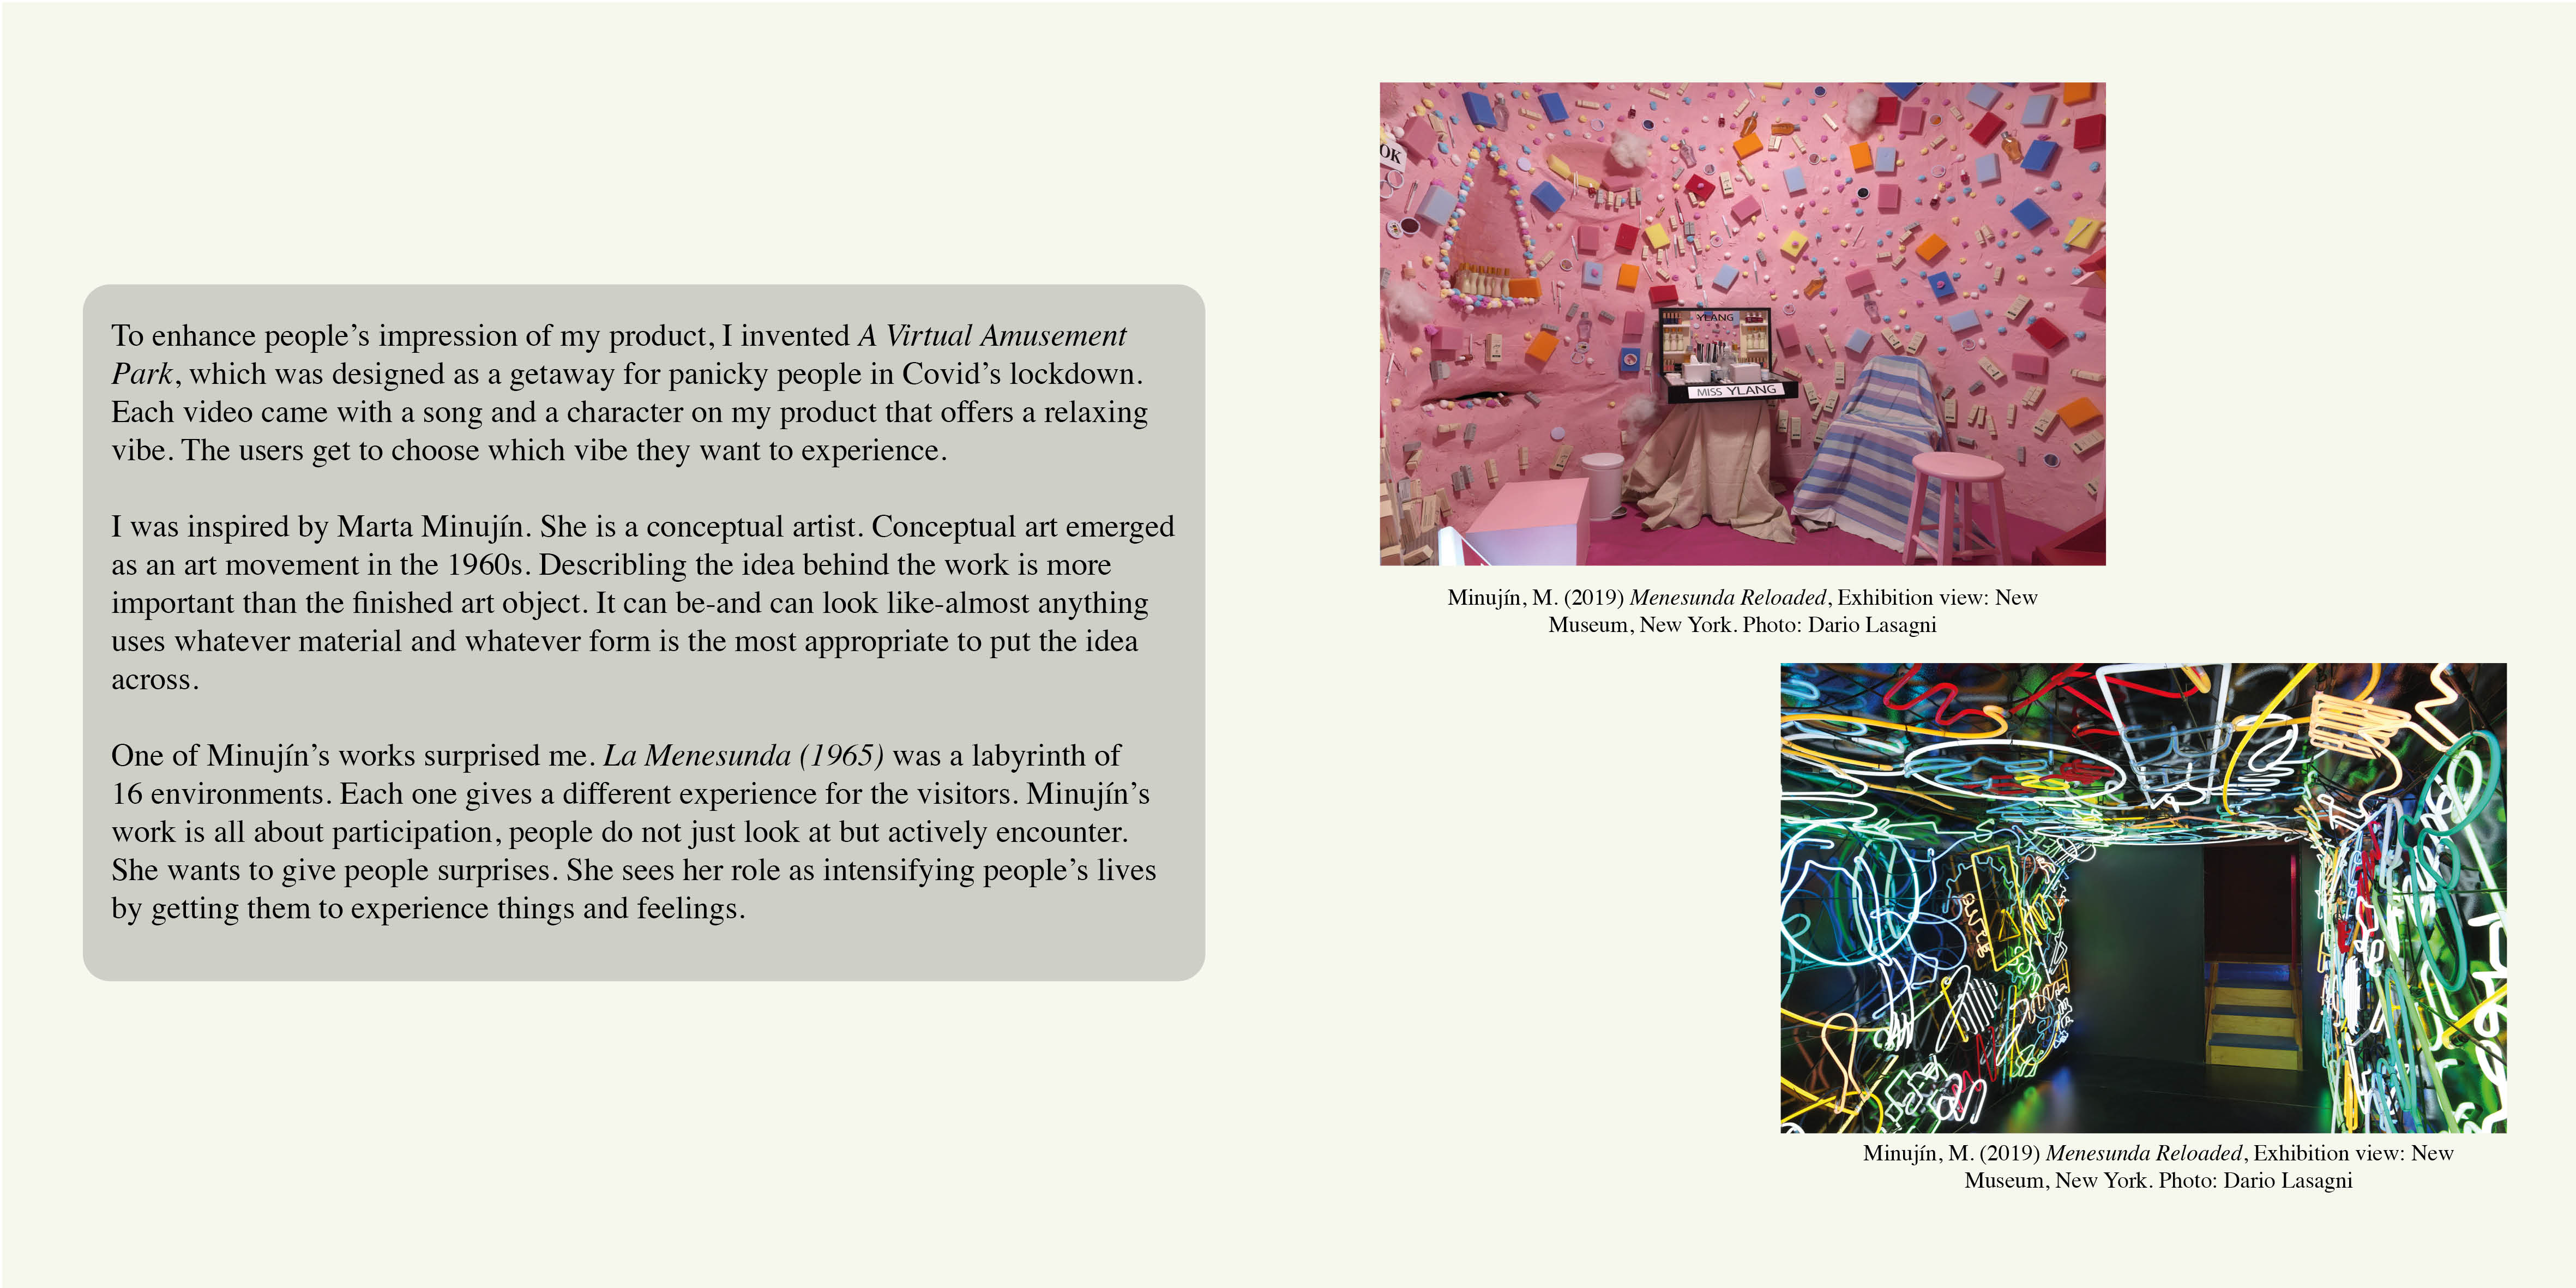 To enhance people’s impression of my product, I invented A Virtual Amusement
Park, which was designed as a getaway for panicky people in Covid’s lockdown.
Each video came with a song and a character on my product that offers a relaxing
vibe. The users get to choose which vibe they want to experience.
I was inspired by Marta Minujín. She is a conceptual artist. Conceptual art emerged
as an art movement in the 1960s. Describling the idea behind the work is more
important than the finished art object. It can be-and can look like-almost anything
uses whatever material and whatever form is the most appropriate to put the idea
across.
One of Minujín’s works surprised me. La Menesunda (1965) was a labyrinth of
16 environments. Each one gives a different experience for the visitors. Minujín’s
work is all about participation, people do not just look at but actively encounter.
She wants to give people surprises. She sees her role as intensifying people’s lives
by getting them to experience things and feelings.
OK
YLANG
MISS YLANG
Minujín, M. (2019) Menesunda Reloaded, Exhibition view: New
Museum, New York. Photo: Dario Lasagni
Minujín, M. (2019) Menesunda Reloaded, Exhibition view: New
Museum, New York. Photo: Dario Lasagni